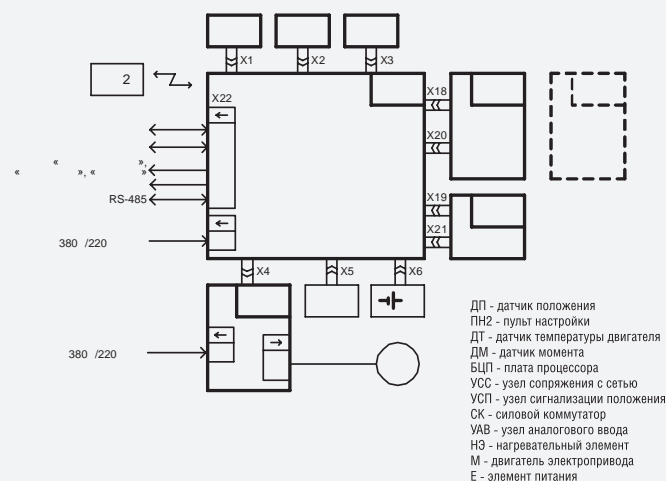 X1
X2
X3
2
X22
X18
X20
«
»,
«
», «
»
RS-485
X19
X21
380 /220
X4
X5
X6
380 /220
ДП - датчик положения
ПН2 - пульт настройки
ДТ - датчик температуры двигателя
ДМ - датчик момента
БЦП - плата процессора
УСС - узел сопряжения с сетью
УСП - узел сигнализации положения
СК - силовой коммутатор
УАВ - узел аналогового ввода
НЭ - нагревательный элемент
М - двигатель электропривода
Е - элемент питания